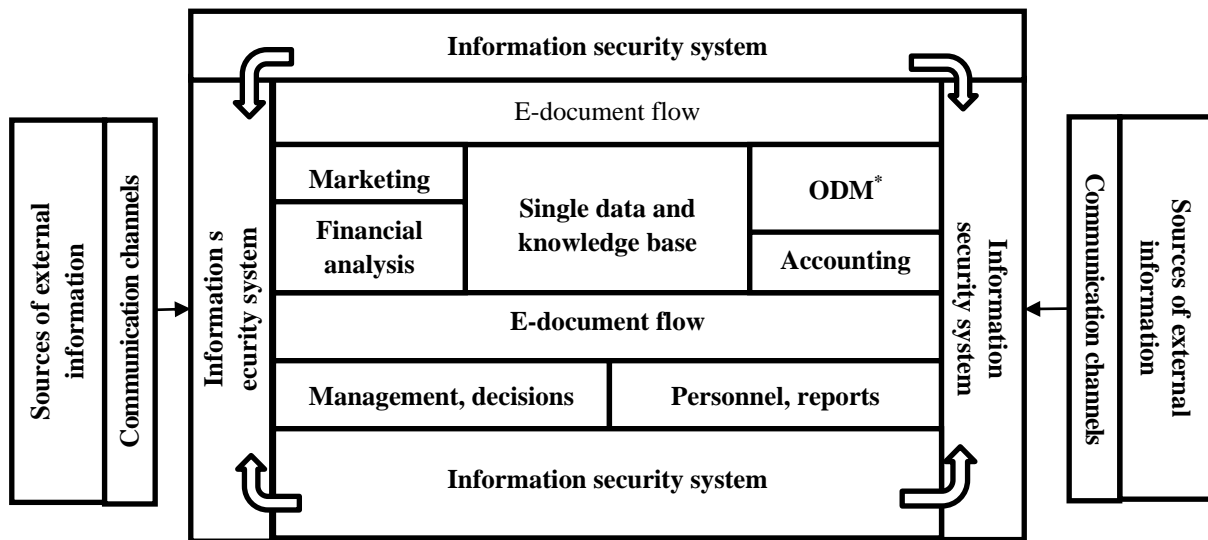 Information security system
E-document flow
Sources of external
information
Communication channels
Information s
ecurity system
Marketing
Financial
analysis
Single data and
knowledge base
ODM*
Accounting
E-document flow
Management, decisions
Personnel, reports
Information security system
Information
security system
Communication channels
Sources of external
information